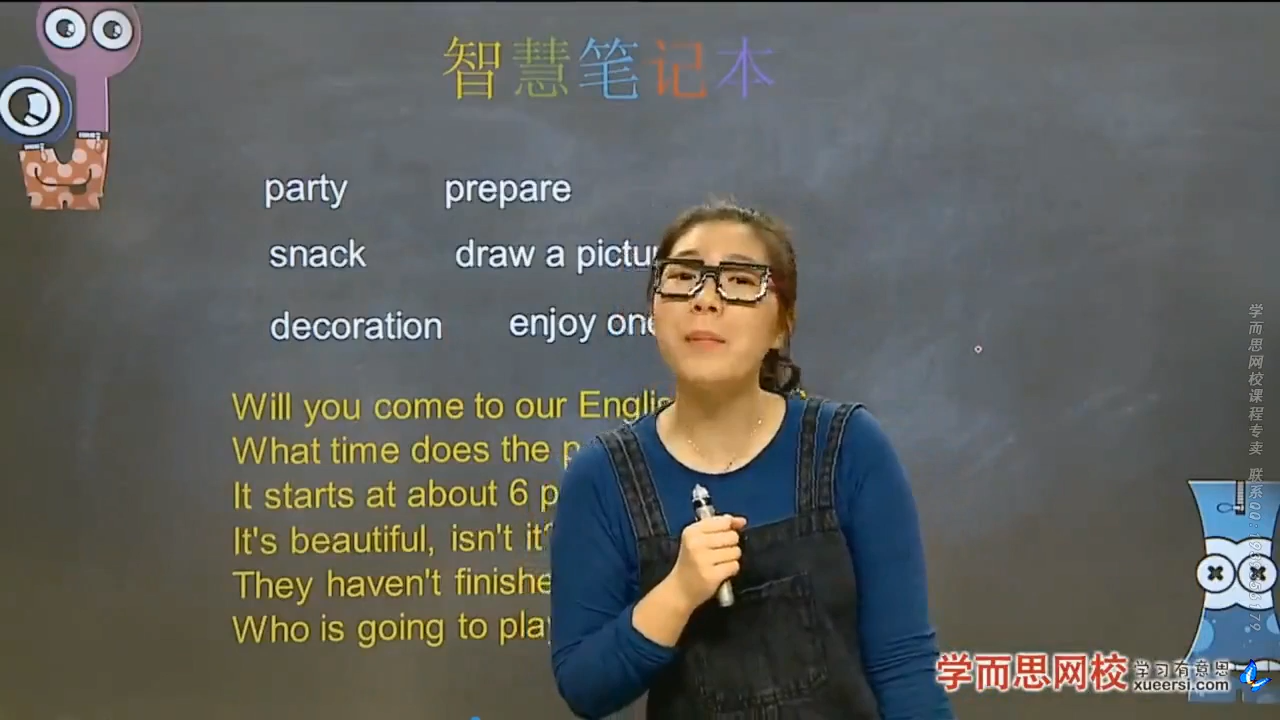 智慧笔记本
party prepare
snack draw a pictu
decoration enjoy one
Will you come to our Englis
What time does the p
It starts at about 6 p
It's beautiful, isn't it?
They haven't finishe
Who is going to play
学而思网校课程专卖 联系QQ:
学而思网校 学习有意思
xueersi.com